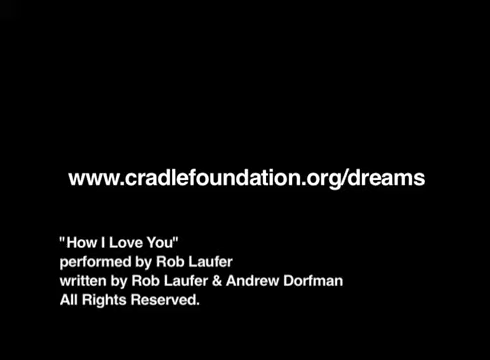 www.cradlefoundation.org/dreams
"How I Love You"
performed by Rob Laufer
written by Rob Laufer & Andrew Dorfman
All Rights Reserved.